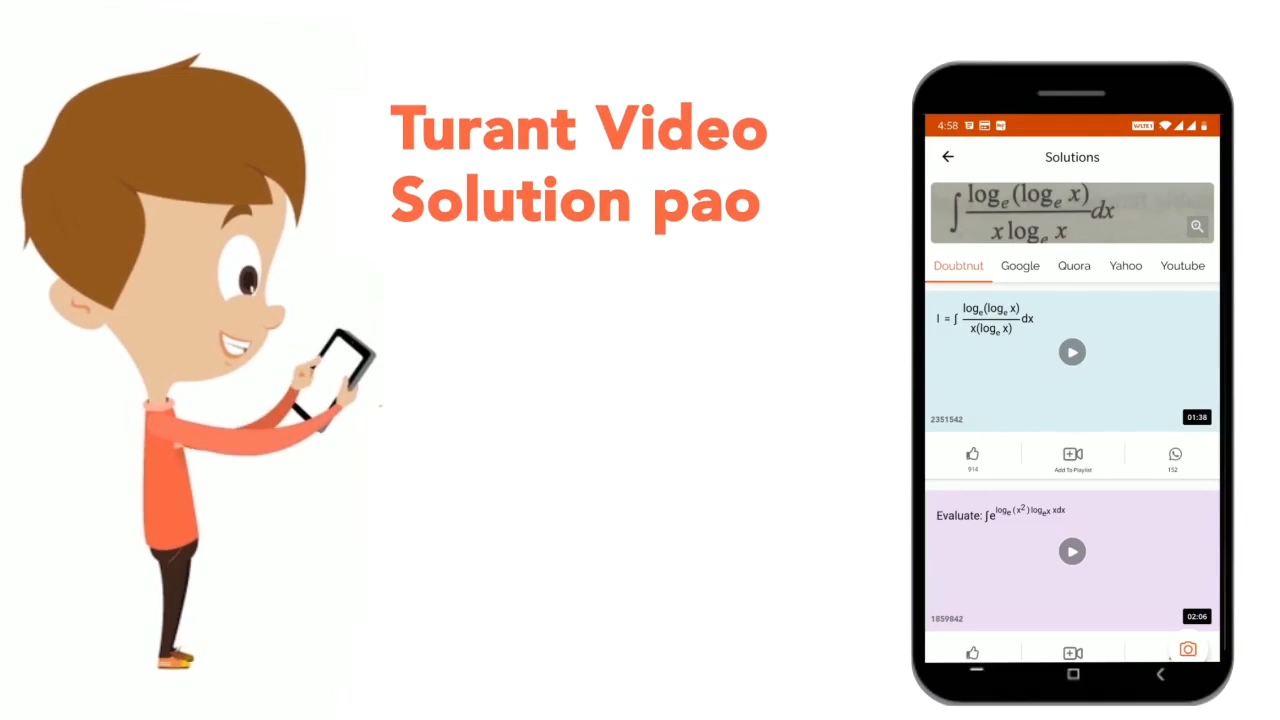 Turant Video
Solution pao
4:58
VoLTE1
Solutions
∫ logₑ(logₑ x) / x logₑ x dx
Doubtnut Google Quora Yahoo Youtube
I = ∫ logₑ(logₑ x) / x(logₑ x) dx
2351542
01:38
914
Add To Playlist
152
Evaluate: ∫e^logₑ(x²)logₑx xdx
1859842
02:06